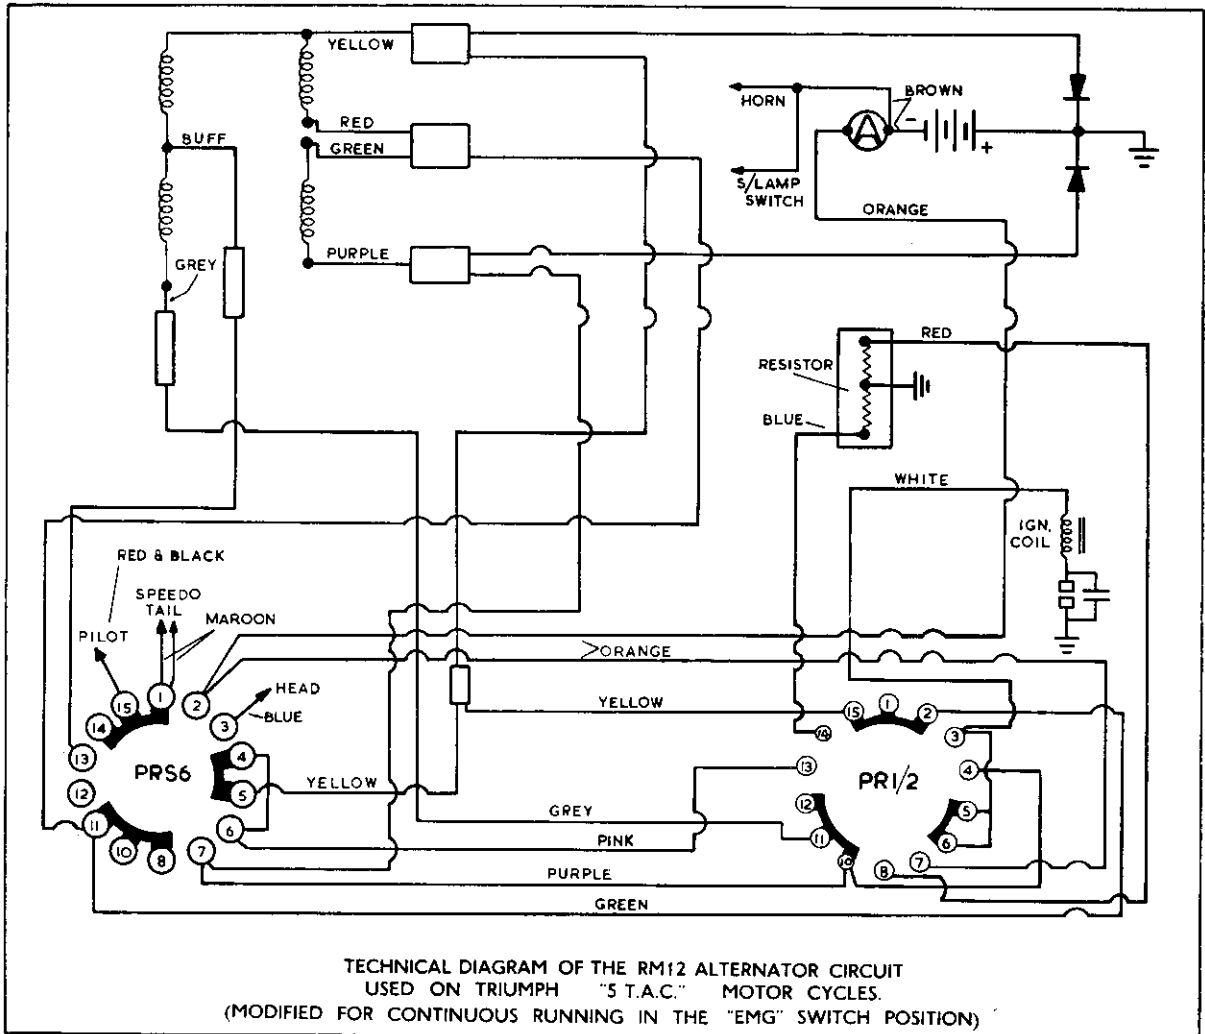 YELLOW
BROWN
HORN
A
-
+
RED
BUFF
GREEN
S/LAMP
SWITCH
ORANGE
PURPLE
GREY
RED
RESISTOR
BLUE
WHITE
IGN.
COIL
RED & BLACK
SPEEDO
TAIL
MAROON
PILOT
ORANGE
HEAD
BLUE
YELLOW
1
2
15
3
14
4
13
PRS6
5
12
YELLOW
11
6
10
8
7
1
15
2
14
3
13
4
PR1/2
12
5
GREY
11
6
PINK
10
7
8
PURPLE
GREEN
TECHNICAL DIAGRAM OF THE RM12 ALTERNATOR CIRCUIT
USED ON TRIUMPH "5 T.A.C." MOTOR CYCLES.
(MODIFIED FOR CONTINUOUS RUNNING IN THE "EMG" SWITCH POSITION)